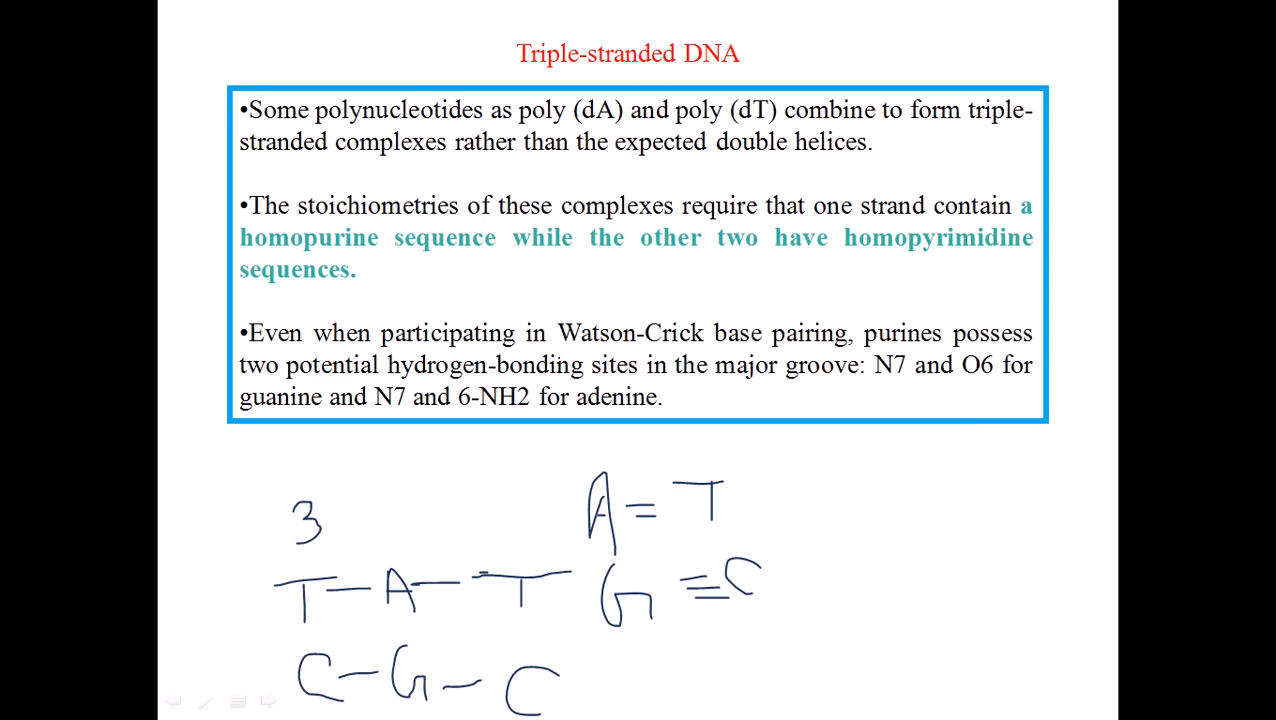 Triple-stranded DNA
•Some polynucleotides as poly (dA) and poly (dT) combine to form triple-
stranded complexes rather than the expected double helices.
•The stoichiometries of these complexes require that one strand contain a
homopurine sequence while the other two have homopyrimidine
sequences.
•Even when participating in Watson-Crick base pairing, purines possess
two potential hydrogen-bonding sites in the major groove: N7 and O6 for
guanine and N7 and 6-NH2 for adenine.
A = T
3
T - A - T
G ≡ C
C - G - C